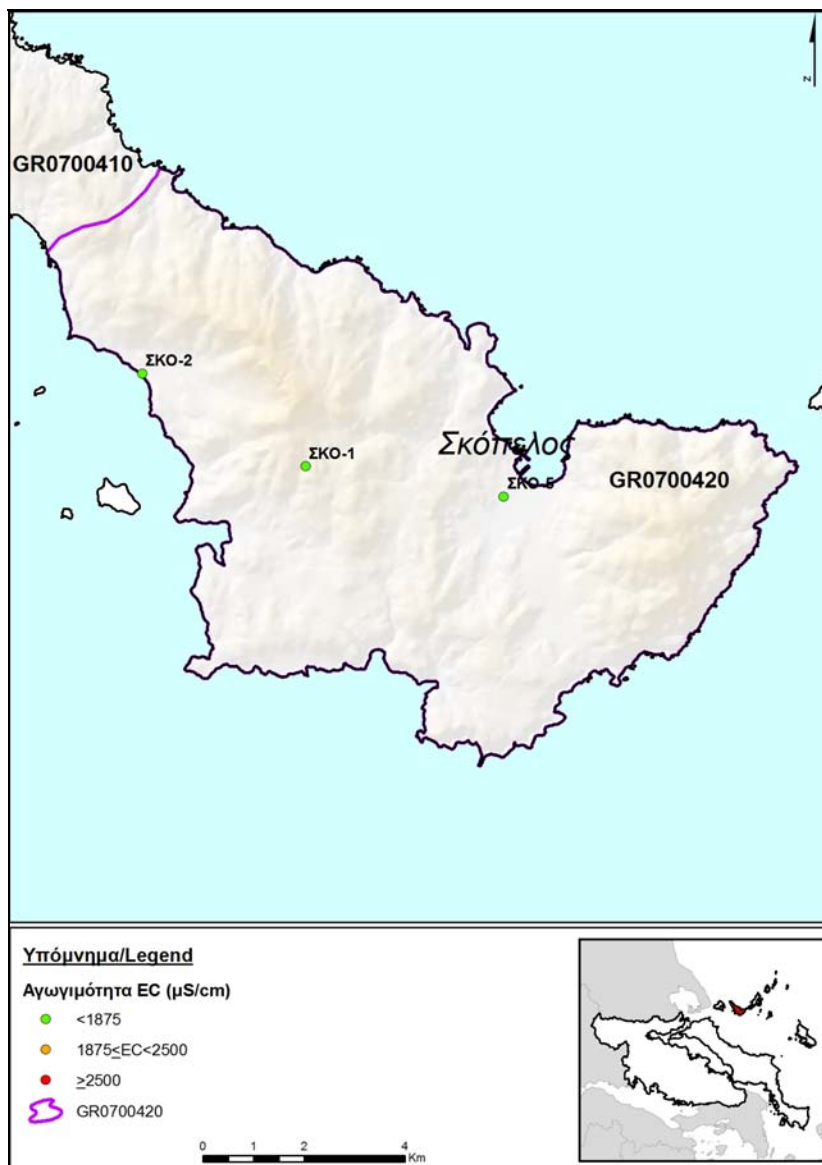 z
GR0700410
ΣΚΟ-2
Σκόπελος
ΣΚΟ-1
GR0700420
ΣΚΟ-5
Υπόμνημα/Legend
Αγωγιμότητα EC (μS/cm)
<1875
1875≤EC<2500
≥2500
GR0700420
0 1 2 4
Km